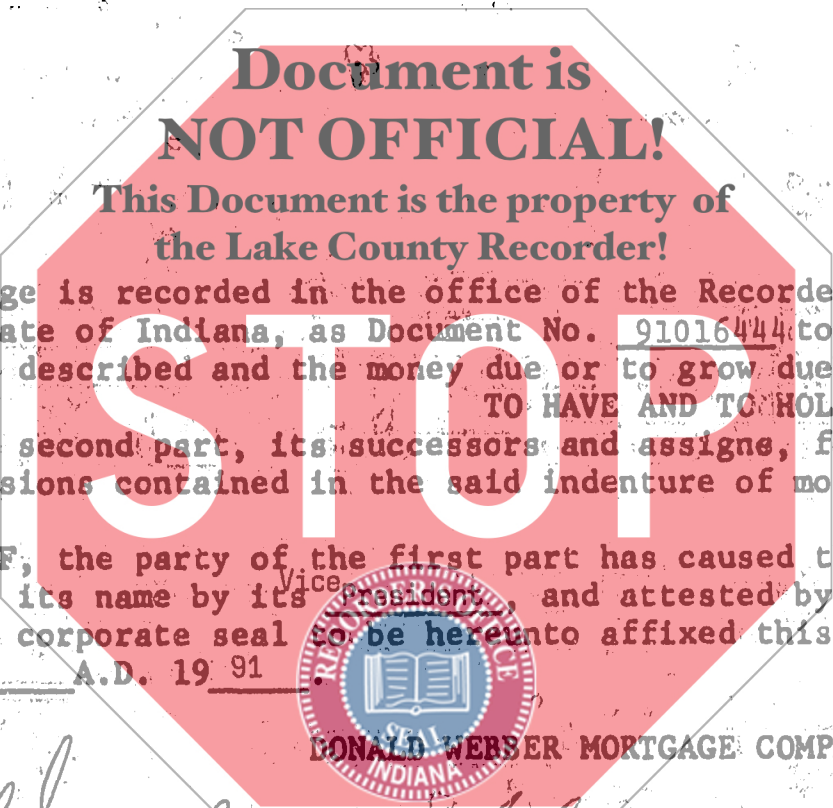 Document is
NOT OFFICIAL!
This Document is the property of
the Lake County Recorder!
STOP
ge is recorded in the office of the Recorde
ate of Indiana, as Document No. 91016444 to
described and the money due or to grow due
TO HAVE AND TO HOL
second part, its successors and assigns, f
sions contained in the said indenture of mo
F, the party of the first part has caused t
its name by its Vice President, and attested by
corporate seal to be hereunto affixed this
A.D. 19 91.
RECORDER'S OFFICE
SEAL
INDIANA
DONALD WEBBER MORTGAGE COMP